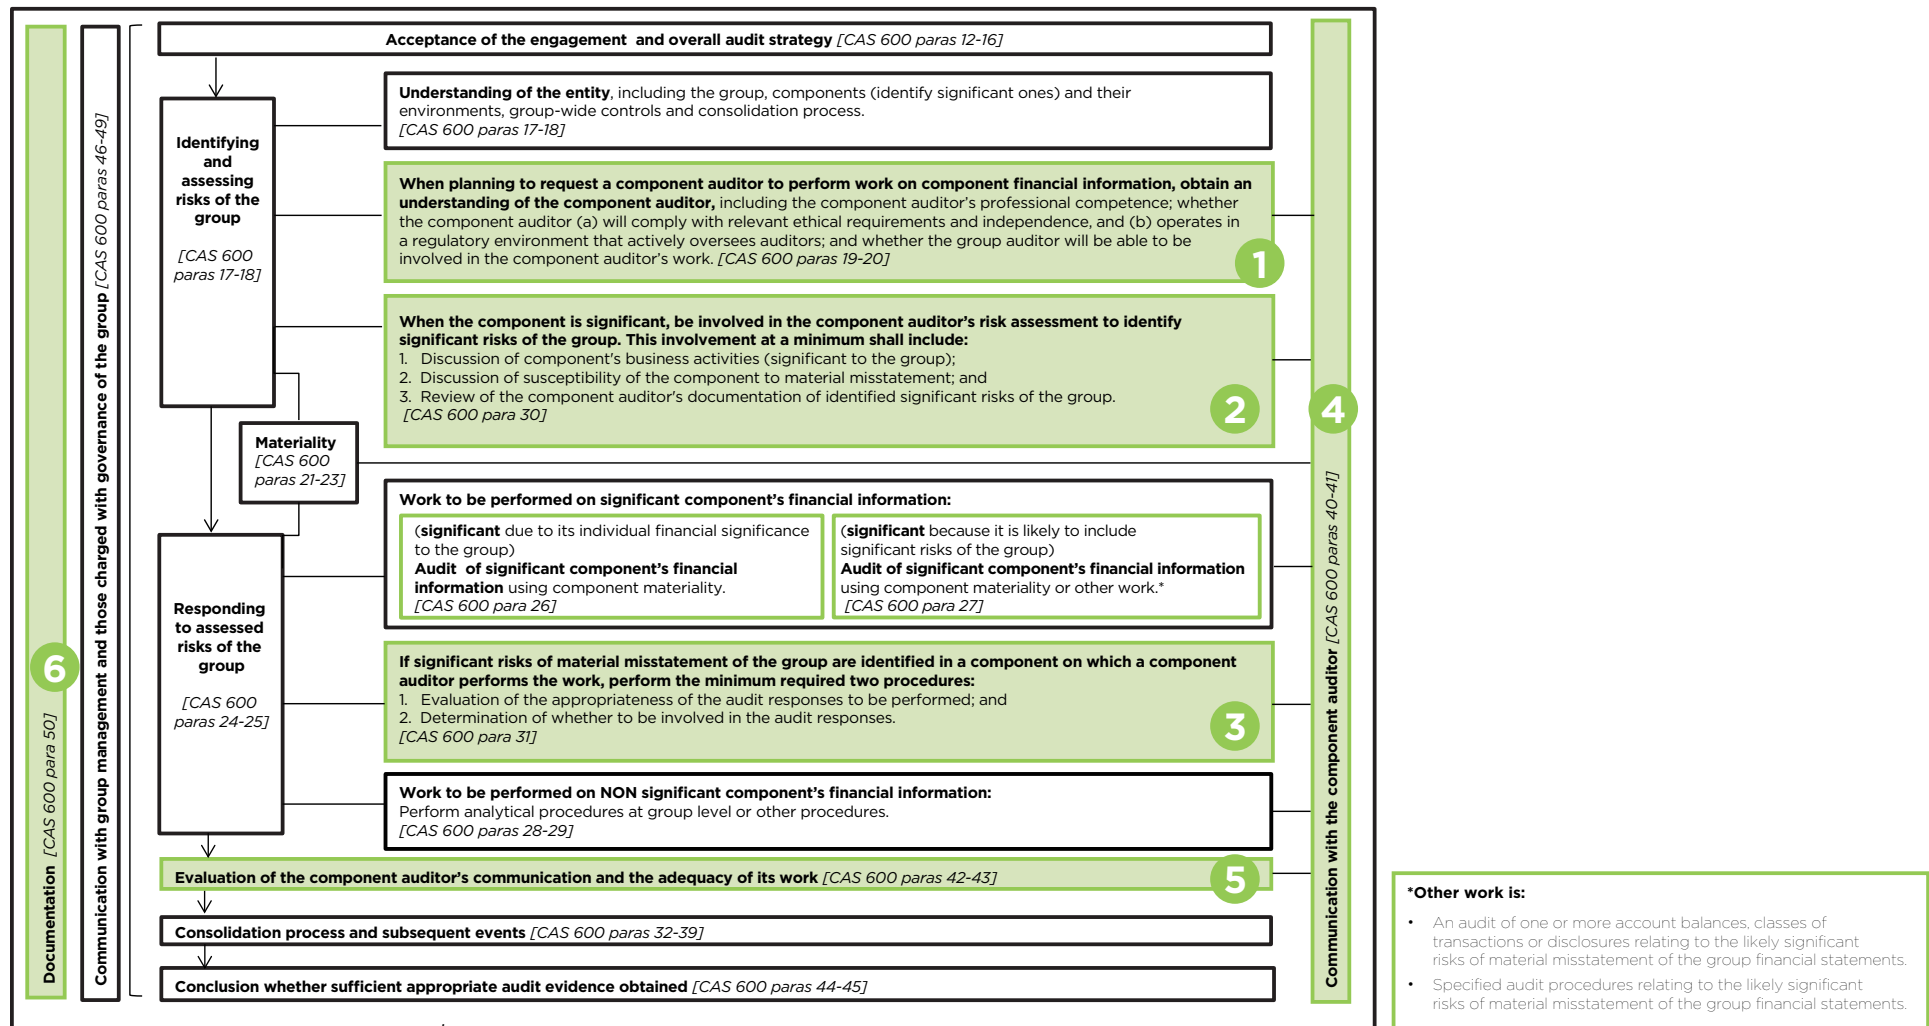 Acceptance of the engagement and overall audit strategy [CAS 600 paras 12-16]
Understanding of the entity, including the group, components (identify significant ones) and their
environments, group-wide controls and consolidation process.
[CAS 600 paras 17-18]
Identifying
and
assessing
risks of the
group
[CAS 600
paras 17-18]
When planning to request a component auditor to perform work on component financial information, obtain an
understanding of the component auditor, including the component auditor's professional competence; whether
the component auditor (a) will comply with relevant ethical requirements and independence, and (b) operates in
a regulatory environment that actively oversees auditors; and whether the group auditor will be able to be
involved in the component auditor's work. [CAS 600 paras 19-20]
1
When the component is significant, be involved in the component auditor's risk assessment to identify
significant risks of the group. This involvement at a minimum shall include:
1. Discussion of component's business activities (significant to the group);
2. Discussion of susceptibility of the component to material misstatement; and
3. Review of the component auditor's documentation of identified significant risks of the group.
[CAS 600 para 30]
2
Materiality
[CAS 600
paras 21-23]
Work to be performed on significant component's financial information:
(significant due to its individual financial significance
to the group)
Audit of significant component's financial
information using component materiality.
[CAS 600 para 26]
(significant because it is likely to include
significant risks of the group)
Audit of significant component's financial information
using component materiality or other work.*
[CAS 600 para 27]
Responding
to assessed
risks of the
group
[CAS 600
paras 24-25]
If significant risks of material misstatement of the group are identified in a component on which a component
auditor performs the work, perform the minimum required two procedures:
1. Evaluation of the appropriateness of the audit responses to be performed; and
2. Determination of whether to be involved in the audit responses.
[CAS 600 para 31]
3
Work to be performed on NON significant component's financial information:
Perform analytical procedures at group level or other procedures.
[CAS 600 paras 28-29]
Evaluation of the component auditor's communication and the adequacy of its work [CAS 600 paras 42-43]
5
Consolidation process and subsequent events [CAS 600 paras 32-39]
Conclusion whether sufficient appropriate audit evidence obtained [CAS 600 paras 44-45]
Documentation [CAS 600 para 50]
6
Communication with group management and those charged with governance of the group [CAS 600 paras 46-49]
Communication with the component auditor [CAS 600 paras 40-41]
4
*Other work is:
• An audit of one or more account balances, classes of
transactions or disclosures relating to the likely significant
risks of material misstatement of the group financial statements.
• Specified audit procedures relating to the likely significant
risks of material misstatement of the group financial statements.